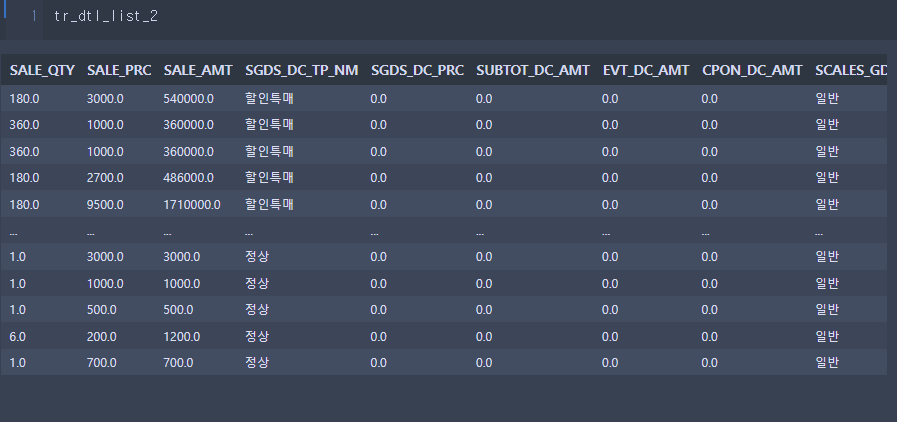 1 tr_dtl_list_2
SALE_QTY SALE_PRC SALE_AMT SGDS_DC_TP_NM SGDS_DC_PRC SUBTOT_DC_AMT EVT_DC_AMT CPON_DC_AMT SCALES_GD
180.0 3000.0 540000.0 할인특매 0.0 0.0 0.0 0.0 일반
360.0 1000.0 360000.0 할인특매 0.0 0.0 0.0 0.0 일반
360.0 1000.0 360000.0 할인특매 0.0 0.0 0.0 0.0 일반
180.0 2700.0 486000.0 할인특매 0.0 0.0 0.0 0.0 일반
180.0 9500.0 1710000.0 할인특매 0.0 0.0 0.0 0.0 일반
... ... ... ... ... ... ... ... ...
1.0 3000.0 3000.0 정상 0.0 0.0 0.0 0.0 일반
1.0 1000.0 1000.0 정상 0.0 0.0 0.0 0.0 일반
1.0 500.0 500.0 정상 0.0 0.0 0.0 0.0 일반
6.0 200.0 1200.0 정상 0.0 0.0 0.0 0.0 일반
1.0 700.0 700.0 정상 0.0 0.0 0.0 0.0 일반